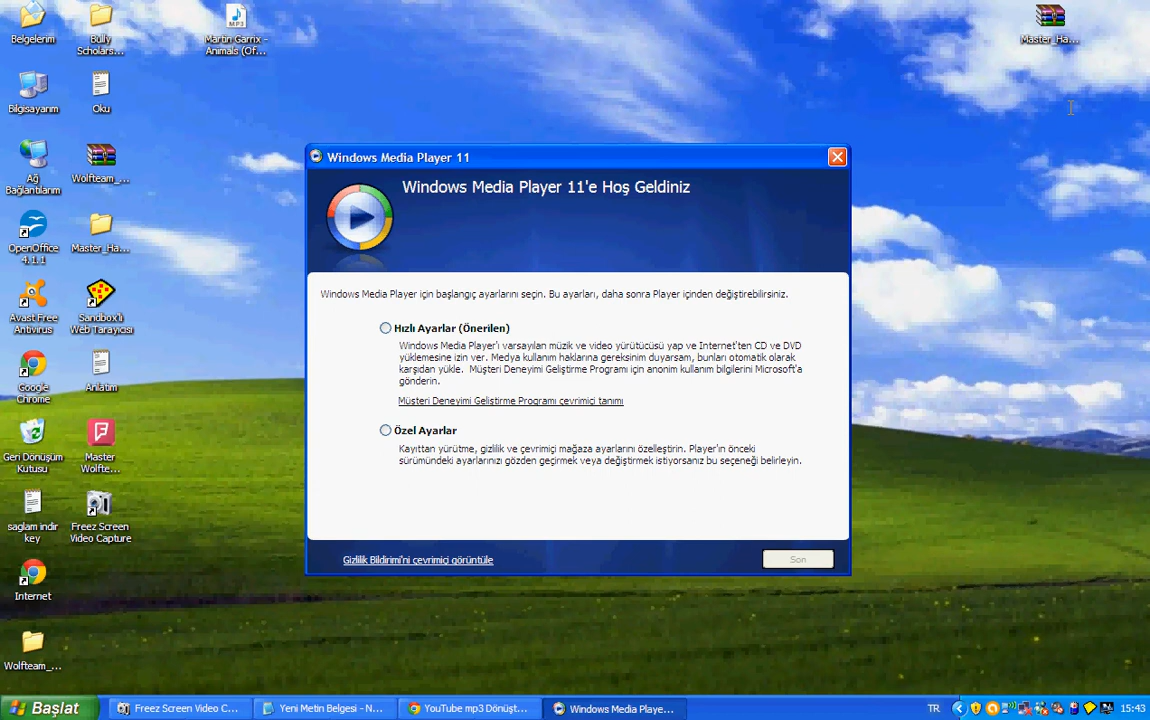 Belgelerim
Bully
Scholars...
MP3
Martin Garrix -
Animals (Of...
Master_Ha...
Bilgisayarım
Oku
Ağ
Bağlantılarım
Wolfteam_...
OpenOffice
4.1.1
Master_Ha...
Avast Free
Antivirus
Sandbox'lı
Web Tarayıcısı
Google
Chrome
Anlatım
Geri Dönüşüm
Kutusu
Master
Wolfte...
saglam indir
key
Freez Screen
Video Capture
Internet
Wolfteam_...
Windows Media Player 11
Windows Media Player 11'e Hoş Geldiniz
Windows Media Player için başlangıç ayarlarını seçin. Bu ayarları, daha sonra Player içinden değiştirebilirsiniz.
Hızlı Ayarlar (Önerilen)
Windows Media Player'ı varsayılan müzik ve video yürütücüsü yap ve Internet'ten CD ve DVD
yüklemesine izin ver. Medya kullanım haklarına gereksinim duyarsam, bunları otomatik olarak
karşıdan yükle. Müşteri Deneyimi Geliştirme Programı için anonim kullanım bilgilerini Microsoft'a
gönderin.
Müşteri Deneyimi Geliştirme Programı çevrimiçi tanımı
Özel Ayarlar
Kayıttan yürütme, gizlilik ve çevrimiçi mağaza ayarlarını özelleştirin. Player'ın önceki
sürümündeki ayarlarınızı gözden geçirmek veya değiştirmek istiyorsanız bu seçeneği belirleyin.
Gizlilik Bildirimi'ni çevrimiçi görüntüle
Son
Başlat
Freez Screen Video C...
Yeni Metin Belgesi - N...
YouTube mp3 Dönüşt...
Windows Media Playe...
TR
15:43